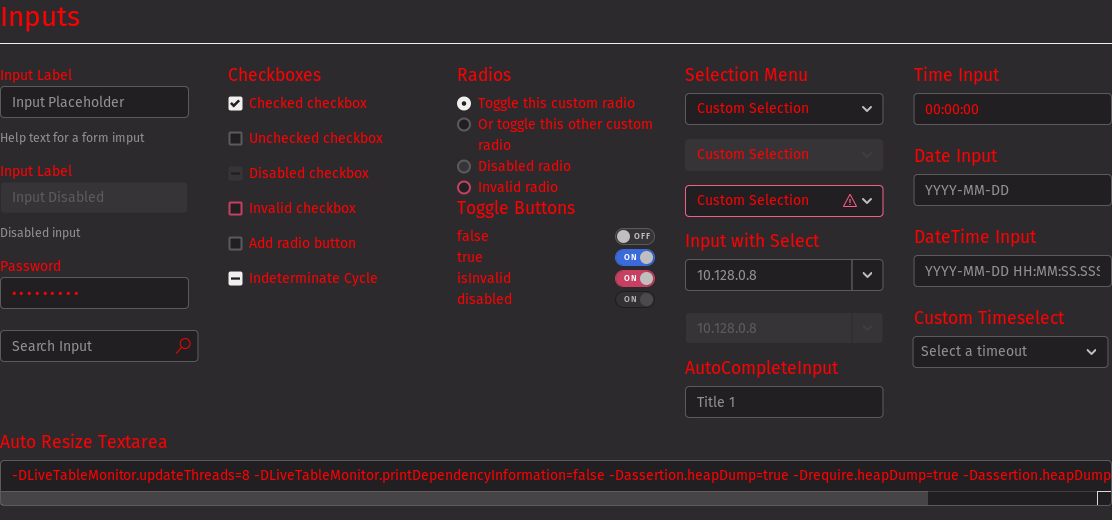 Inputs
Input Label
Input Placeholder
Help text for a form imput
Input Label
Input Disabled
Disabled input
Password
•••••••••
Search Input
Checkboxes
Checked checkbox
Unchecked checkbox
Disabled checkbox
Invalid checkbox
Add radio button
Indeterminate Cycle
Radios
Toggle this custom radio
Or toggle this other custom
radio
Disabled radio
Invalid radio
Toggle Buttons
false OFF
true ON
isInvalid ON
disabled ON
Selection Menu
Custom Selection
Custom Selection
Custom Selection
Input with Select
10.128.0.8
10.128.0.8
AutoCompleteInput
Title 1
Time Input
00:00:00
Date Input
YYYY-MM-DD
DateTime Input
YYYY-MM-DD HH:MM:SS.SSS
Custom Timeselect
Select a timeout
Auto Resize Textarea
-DLiveTableMonitor.updateThreads=8 -DLiveTableMonitor.printDependencyInformation=false -Dassertion.heapDump=true -Drequire.heapDump=true -Dassertion.heapDump